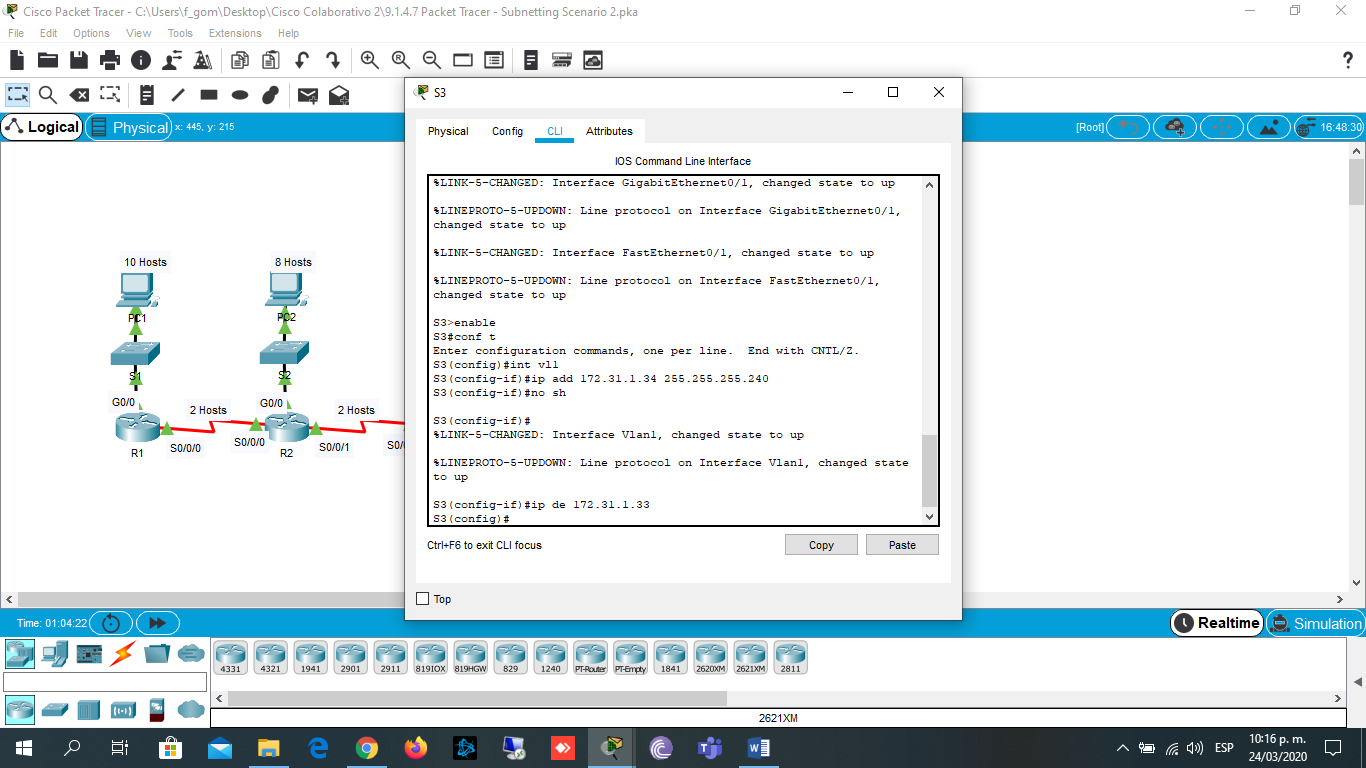 Cisco Packet Tracer - C:\Users\f_gom\Desktop\Cisco Colaborativo 2\9.1.4.7 Packet Tracer - Subnetting Scenario 2.pka
File Edit Options View Tools Extensions Help
Logical Physical x: 445, y: 215 [Root] 16:48:30
S3
Physical Config CLI Attributes
IOS Command Line Interface
%LINK-5-CHANGED: Interface GigabitEthernet0/1, changed state to up
%LINEPROTO-5-UPDOWN: Line protocol on Interface GigabitEthernet0/1,
changed state to up
%LINK-5-CHANGED: Interface FastEthernet0/1, changed state to up
%LINEPROTO-5-UPDOWN: Line protocol on Interface FastEthernet0/1,
changed state to up
S3>enable
S3#conf t
Enter configuration commands, one per line. End with CNTL/Z.
S3(config)#int vl1
S3(config-if)#ip add 172.31.1.34 255.255.255.240
S3(config-if)#no sh
S3(config-if)#
%LINK-5-CHANGED: Interface Vlan1, changed state to up
%LINEPROTO-5-UPDOWN: Line protocol on Interface Vlan1, changed state
to up
S3(config-if)#ip de 172.31.1.33
S3(config)#
Ctrl+F6 to exit CLI focus
Copy
Paste
Top
10 Hosts
8 Hosts
PC1
PC2
S1
S2
G0/0
G0/0
2 Hosts
2 Hosts
S0/0/0
S0/0/0
S0/0/1
S0/
R1
R2
Time: 01:04:22
Realtime
Simulation
4331 4321 1941 2901 2911 819IOX 819HGW 829 1240 PT-Router PT-Empty 1841 2620XM 2621XM 2811
2621XM
ESP
10:16 p. m.
24/03/2020